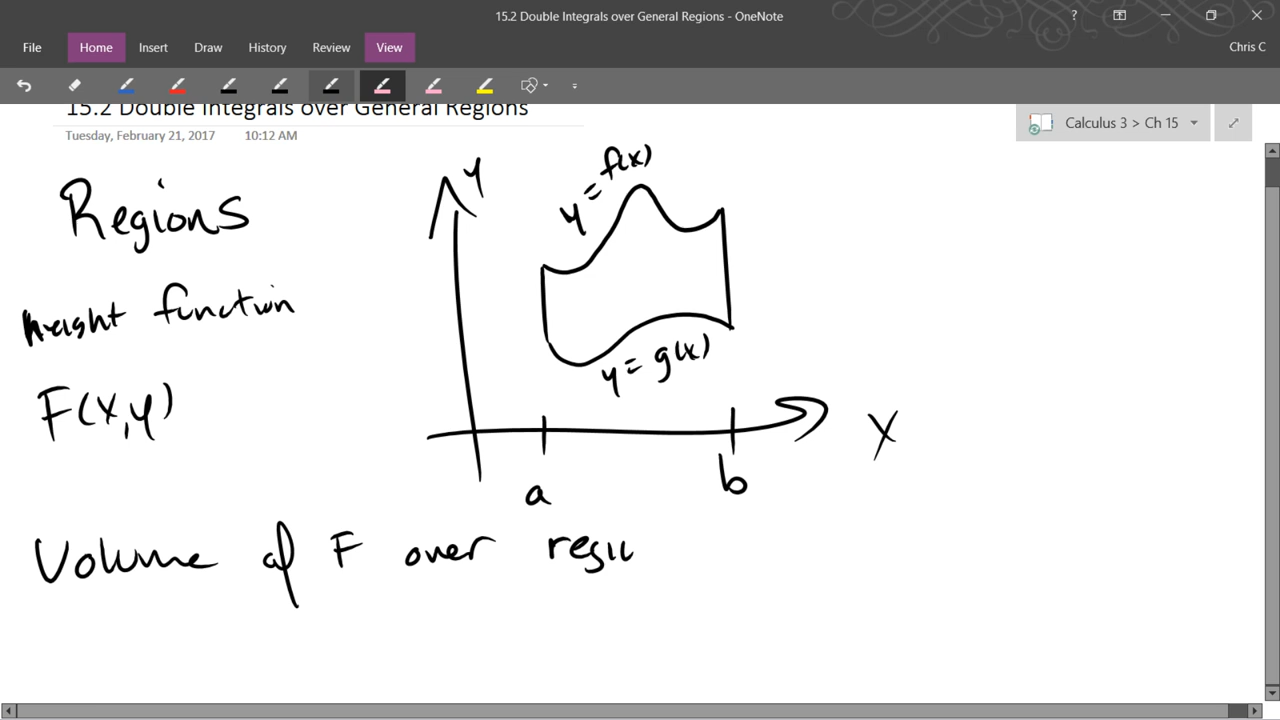 15.2 Double Integrals over General Regions - OneNote
?
File Home Insert Draw History Review View
Chris C
15.2 Double Integrals over General Regions
Tuesday, February 21, 2017 10:12 AM
Calculus 3 > Ch 15
Regions
y = f(x)
y
height function
y = g(x)
F(x,y)
x
a b
Volume of F over regio